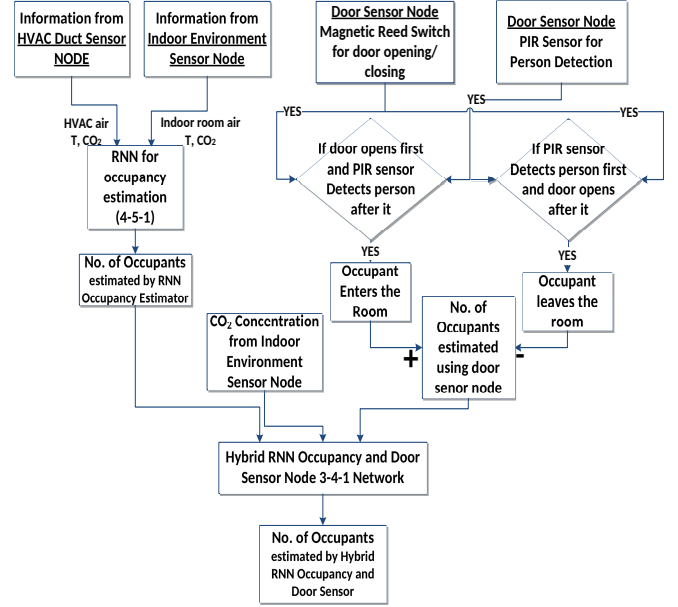 Information from
HVAC Duct Sensor
NODE
Information from
Indoor Environment
Sensor Node
Door Sensor Node
Magnetic Reed Switch
for door opening/
closing
Door Sensor Node
PIR Sensor for
Person Detection
YES
YES
YES
HVAC air
T, CO₂
Indoor room air
T, CO₂
RNN for
occupancy
estimation
(4-5-1)
If door opens first
and PIR sensor
Detects person
after it
If PIR sensor
Detects person first
and door opens
after it
YES
YES
No. of Occupants
estimated by RNN
Occupancy Estimator
Occupant
Enters the
Room
Occupant
leaves the
room
CO₂ Concentration
from Indoor
Environment
Sensor Node
No. of
Occupants
estimated
using door
senor node
+
-
Hybrid RNN Occupancy and Door
Sensor Node 3-4-1 Network
No. of Occupants
estimated by Hybrid
RNN Occupancy and
Door Sensor